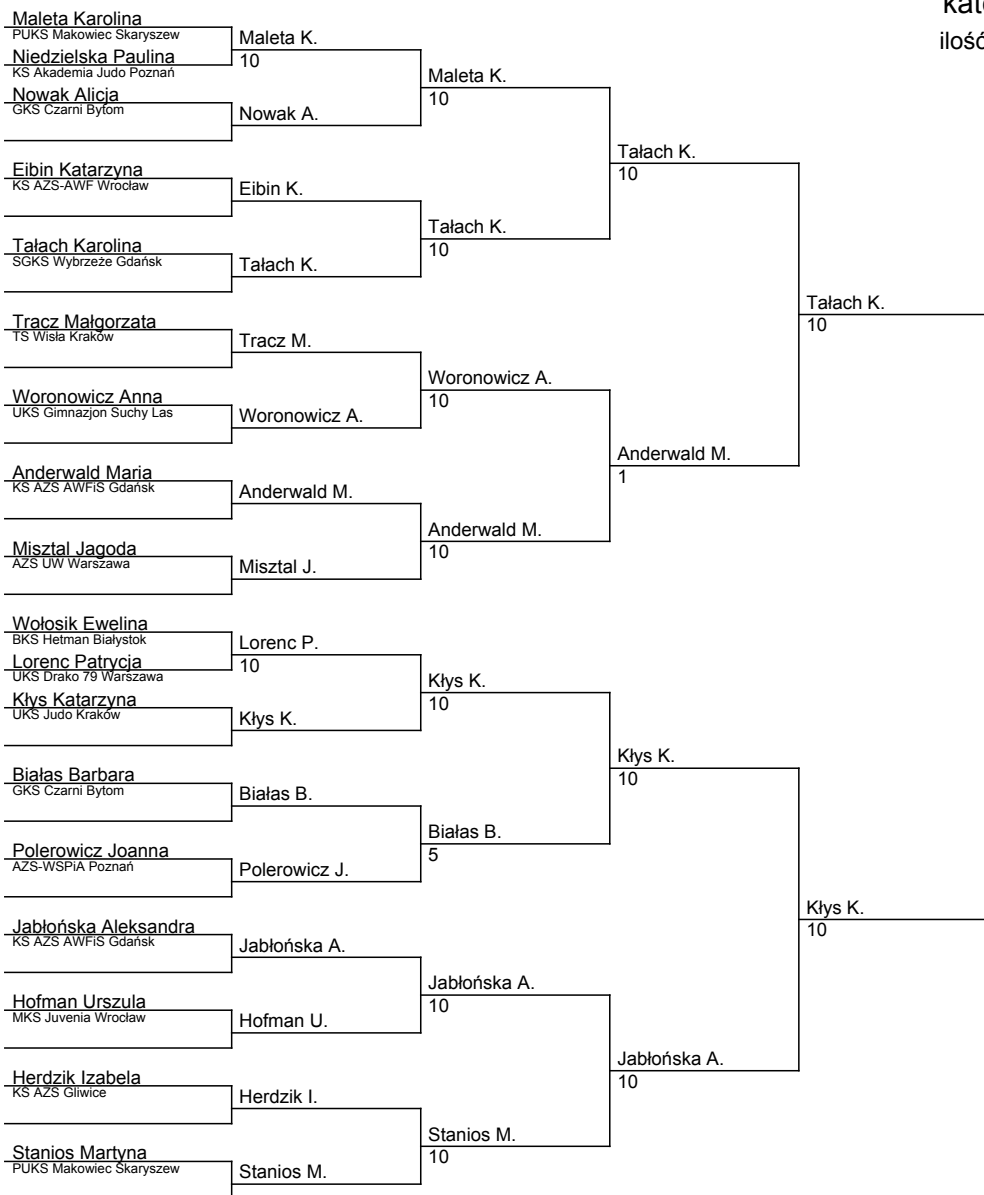 kate
ilość
Maleta Karolina
PUKS Makowiec Skaryszew
Niedzielska Paulina
KS Akademia Judo Poznań
Nowak Alicja
GKS Czarni Bytom
Eibin Katarzyna
KS AZS-AWF Wrocław
Tałach Karolina
SGKS Wybrzeże Gdańsk
Tracz Małgorzata
TS Wisła Kraków
Woronowicz Anna
UKS Gimnazjon Suchy Las
Anderwald Maria
KS AZS AWFiS Gdańsk
Misztal Jagoda
AZS UW Warszawa
Wołosik Ewelina
BKS Hetman Białystok
Lorenc Patrycja
UKS Drako 79 Warszawa
Kłys Katarzyna
UKS Judo Kraków
Białas Barbara
GKS Czarni Bytom
Polerowicz Joanna
AZS-WSPiA Poznań
Jabłońska Aleksandra
KS AZS AWFiS Gdańsk
Hofman Urszula
MKS Juvenia Wrocław
Herdzik Izabela
KS AZS Gliwice
Stanios Martyna
PUKS Makowiec Skaryszew
Maleta K.
10
Nowak A.
Eibin K.
Tałach K.
Tracz M.
Woronowicz A.
Anderwald M.
Misztal J.
Lorenc P.
10
Kłys K.
Białas B.
Polerowicz J.
Jabłońska A.
Hofman U.
Herdzik I.
Stanios M.
Maleta K.
10
Tałach K.
10
Woronowicz A.
10
Anderwald M.
10
Kłys K.
10
Białas B.
5
Jabłońska A.
10
Stanios M.
10
Tałach K.
10
Anderwald M.
1
Kłys K.
10
Jabłońska A.
10
Tałach K.
10
Kłys K.
10